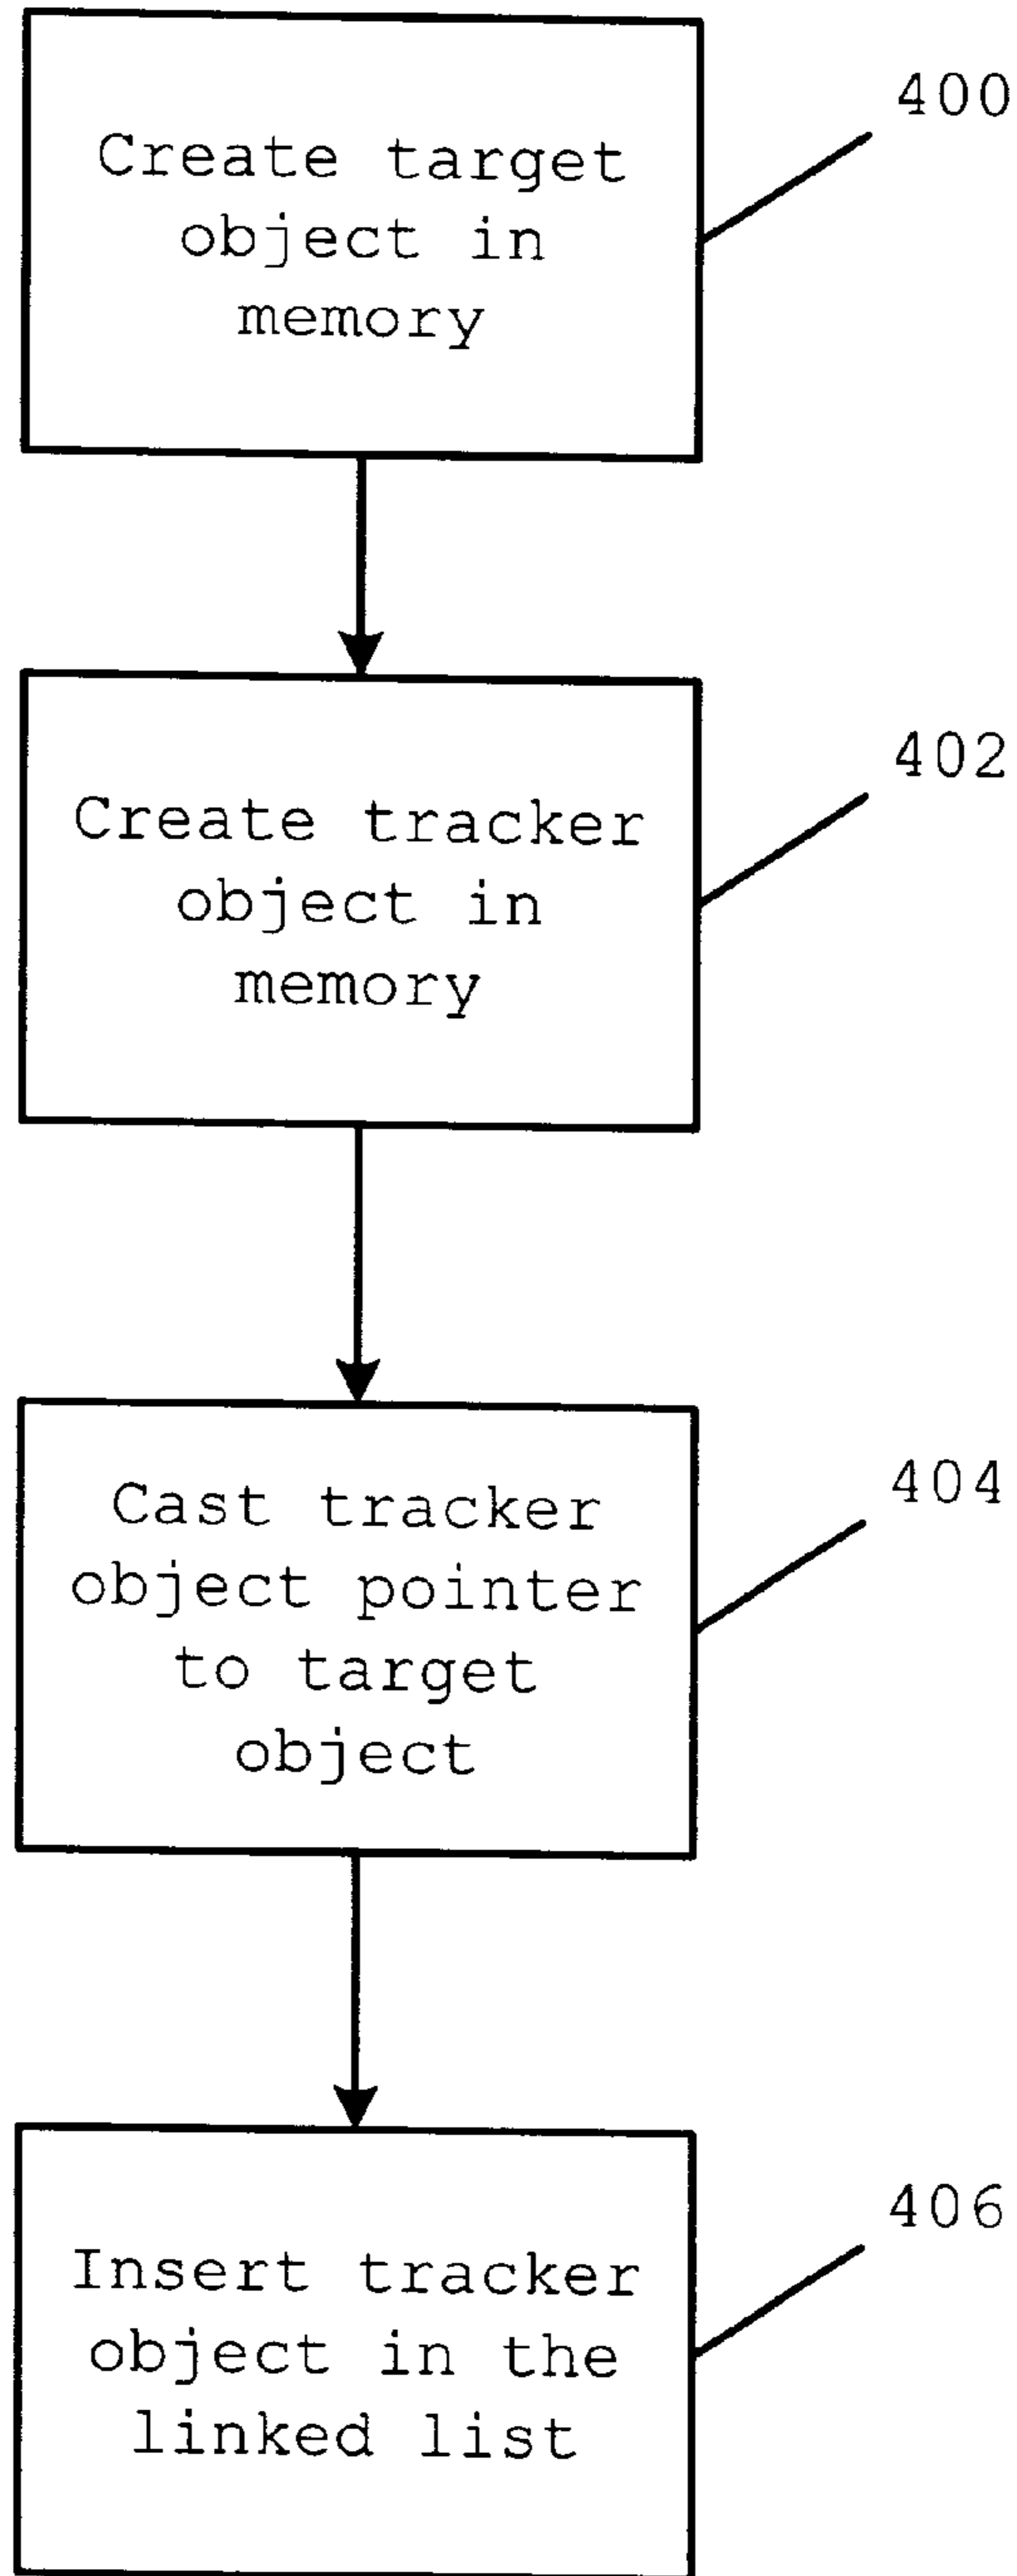 Create target
object in
memory
400
Create tracker
object in
memory
402
Cast tracker
object pointer
to target
object
404
Insert tracker
object in the
linked list
406